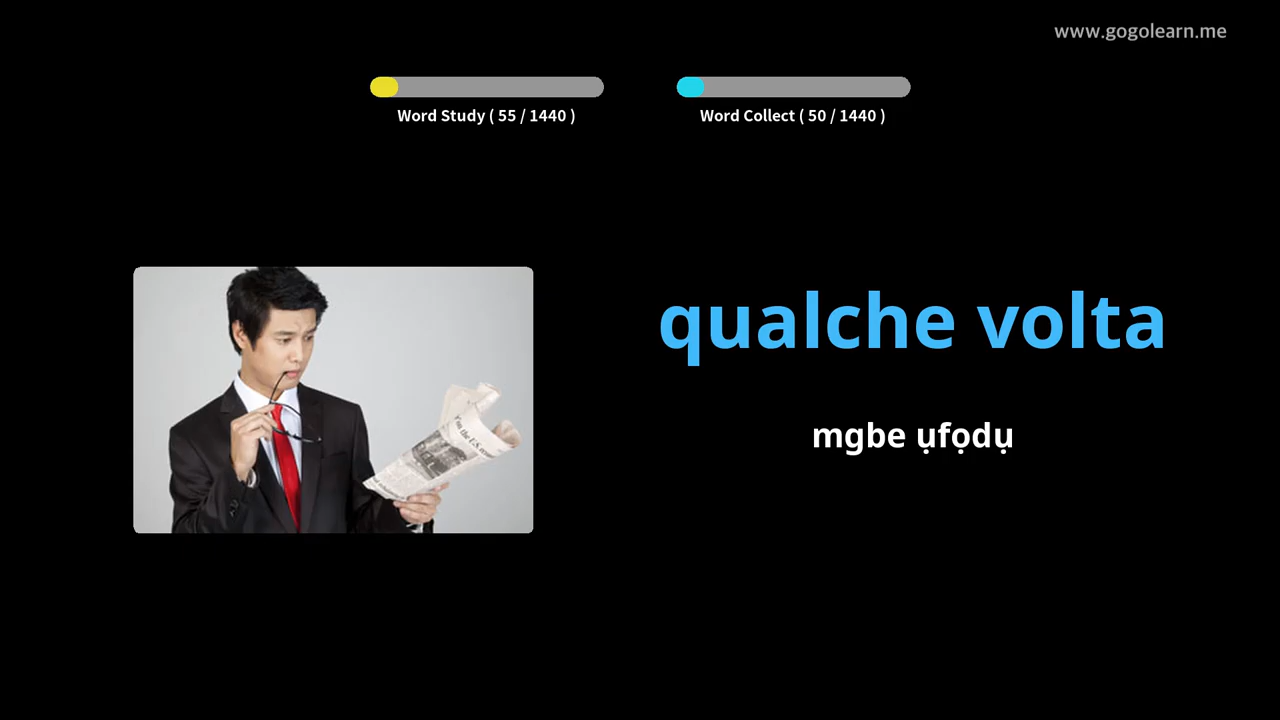 www.gogolearn.me
Word Study ( 55 / 1440 )
Word Collect ( 50 / 1440 )
qualche volta
mgbe ụfọdụ